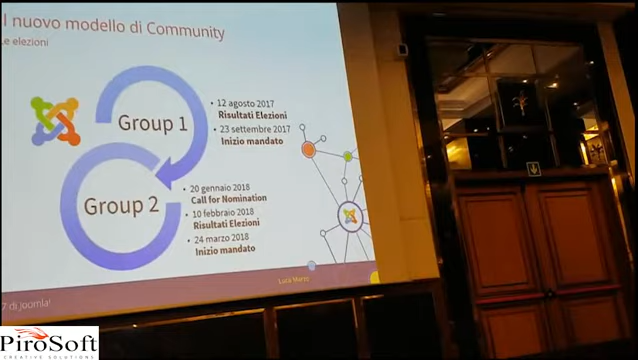 l nuovo modello di Community
Le elezioni
Group 1
• 12 agosto 2017
Risultati Elezioni
• 23 settembre 2017
Inizio mandato
Group 2
• 20 gennaio 2018
Call for Nomination
• 10 febbraio 2018
Risultati Elezioni
• 24 marzo 2018
Inizio mandato
Luca Marzo
7 di Joomla!
PiroSoft
CREATIVE SOLUTIONS